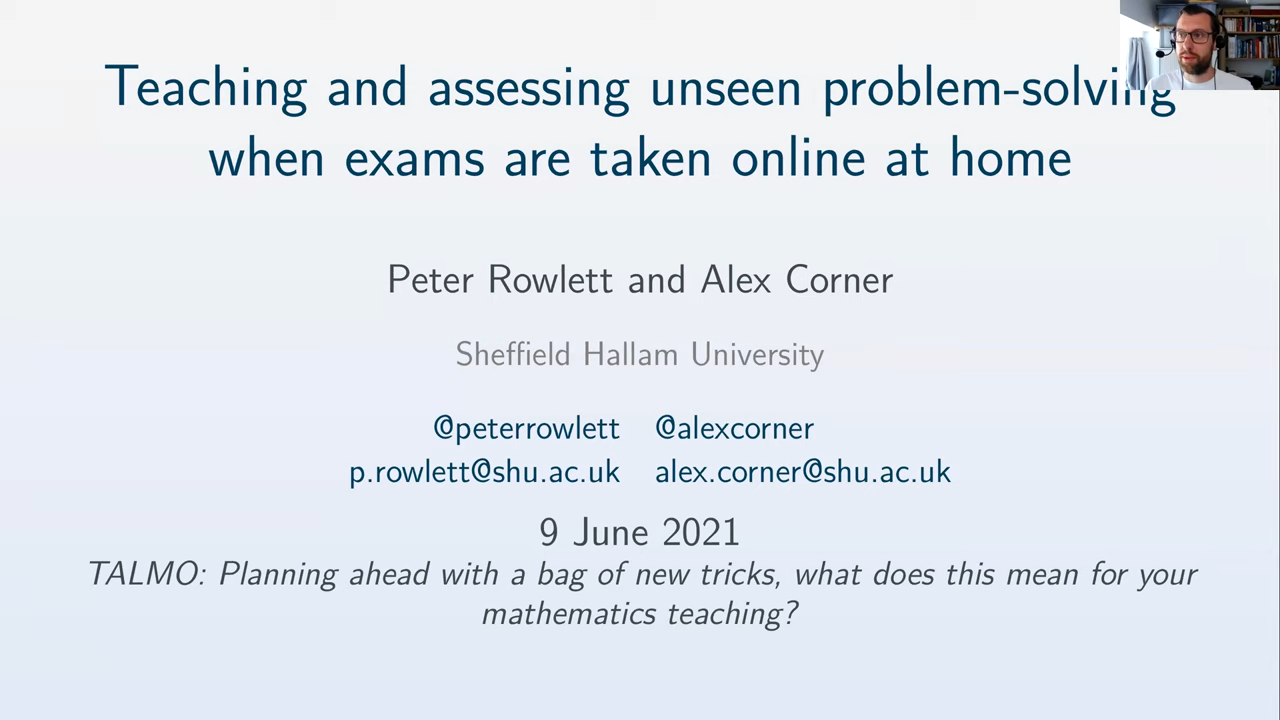 Teaching and assessing unseen problem-solving
when exams are taken online at home
Peter Rowlett and Alex Corner
Sheffield Hallam University
@peterrowlett @alexcorner
p.rowlett@shu.ac.uk alex.corner@shu.ac.uk
9 June 2021
TALMO: Planning ahead with a bag of new tricks, what does this mean for your
mathematics teaching?